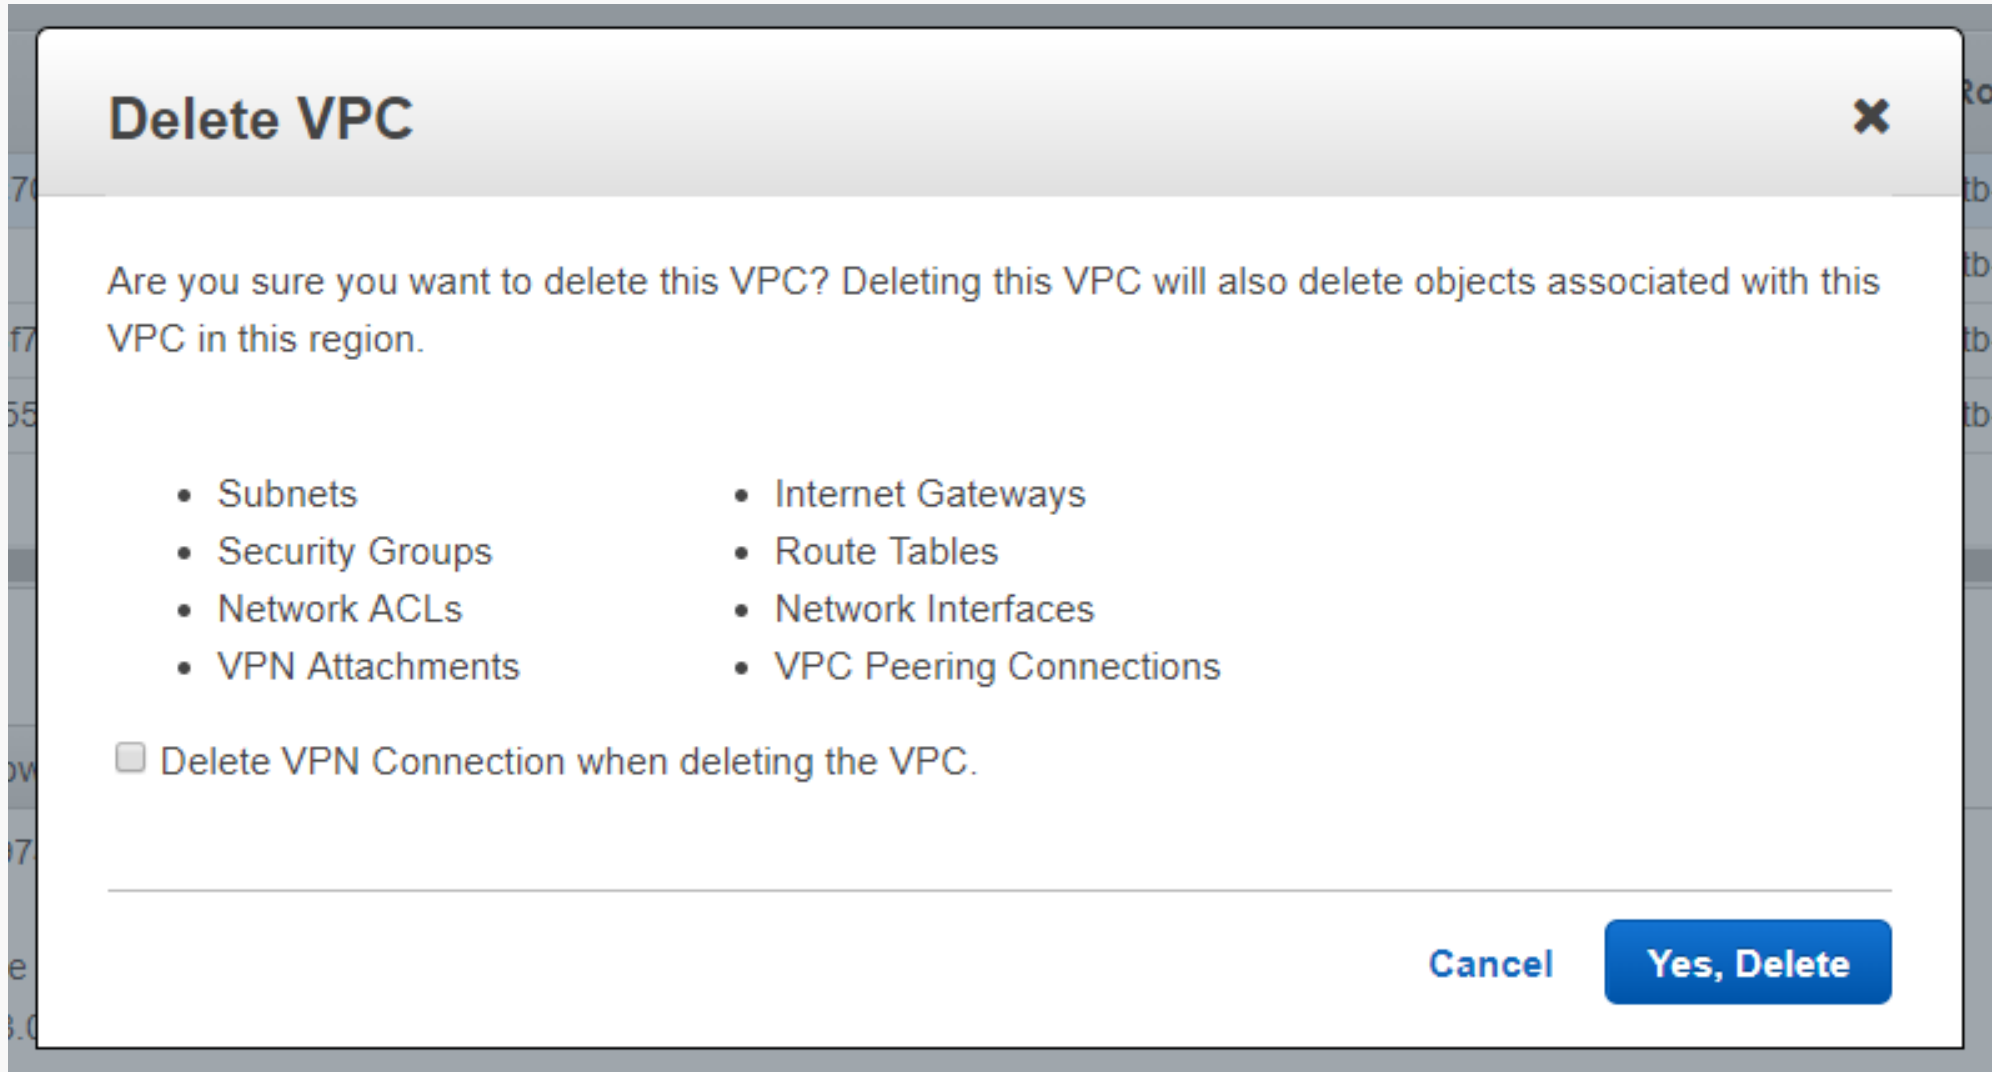 Delete VPC
Are you sure you want to delete this VPC? Deleting this VPC will also delete objects associated with this
VPC in this region.
Subnets
Security Groups
Network ACLs
VPN Attachments
Internet Gateways
Route Tables
Network Interfaces
VPC Peering Connections
Delete VPN Connection when deleting the VPC.
Cancel
Yes, Delete